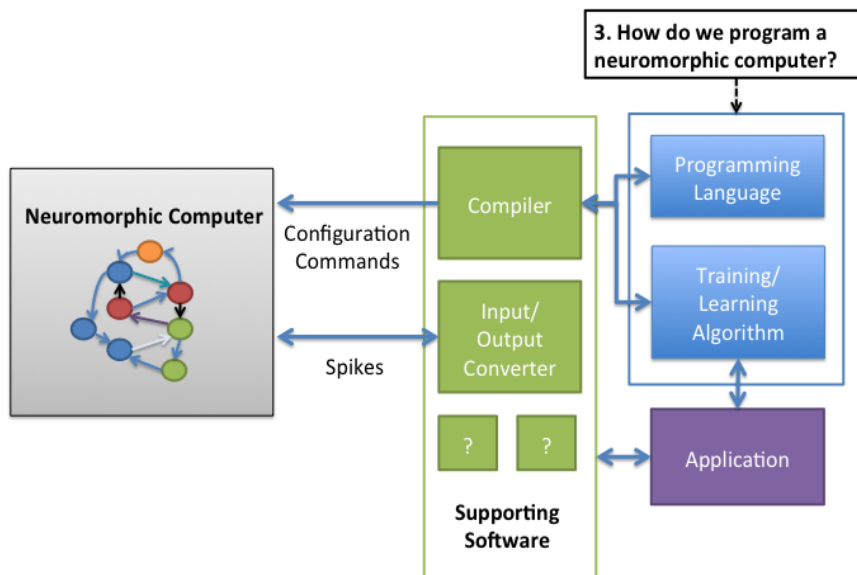 3. How do we program a
neuromorphic computer?
Neuromorphic Computer
Configuration
Commands
Spikes
Compiler
Input/
Output
Converter
?
?
Supporting
Software
Programming
Language
Training/
Learning
Algorithm
Application